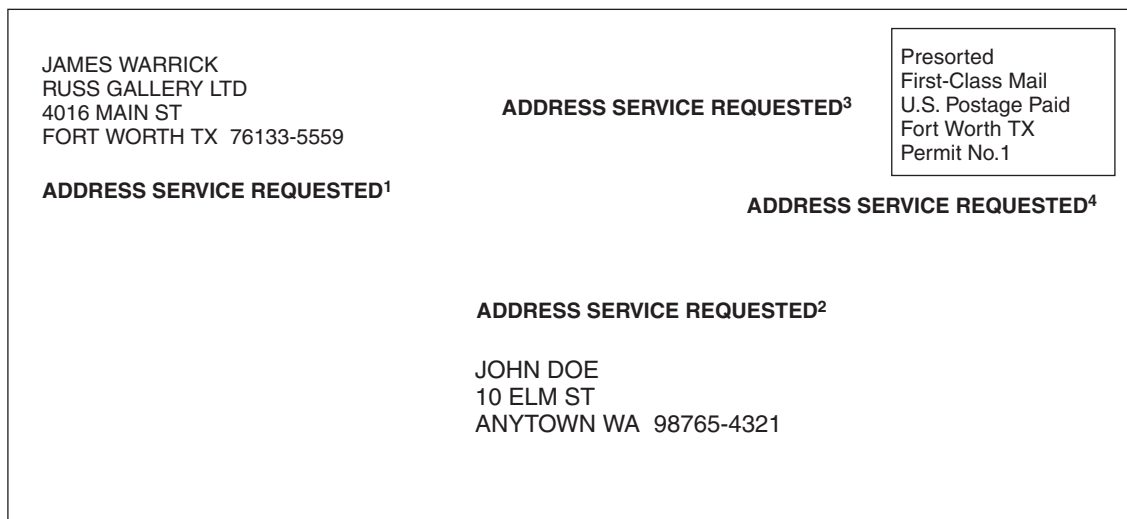 JAMES WARRICK
RUSS GALLERY LTD
4016 MAIN ST
FORT WORTH TX  76133-5559
ADDRESS SERVICE REQUESTED¹
ADDRESS SERVICE REQUESTED³
Presorted
First-Class Mail
U.S. Postage Paid
Fort Worth TX
Permit No.1
ADDRESS SERVICE REQUESTED⁴
ADDRESS SERVICE REQUESTED²
JOHN DOE
10 ELM ST
ANYTOWN WA  98765-4321